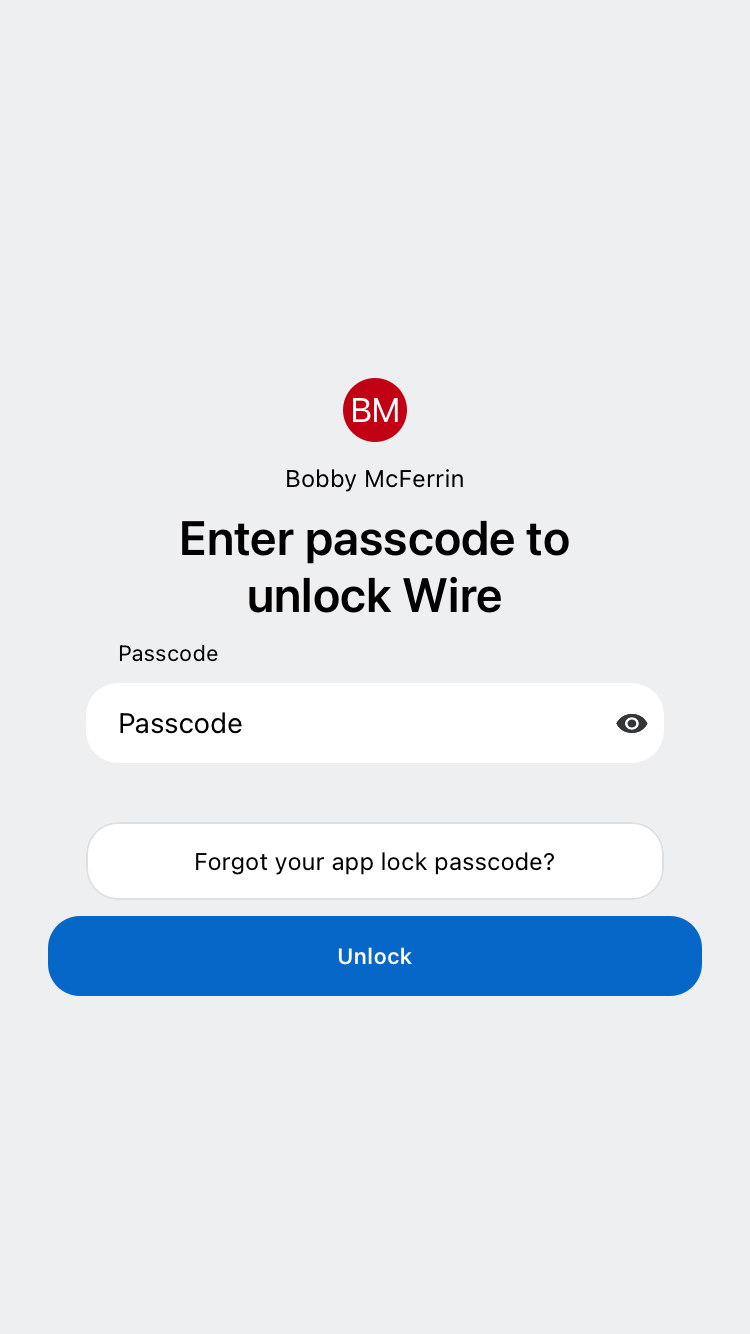 BM
Bobby McFerrin
Enter passcode to
unlock Wire
Passcode
Passcode
Forgot your app lock passcode?
Unlock